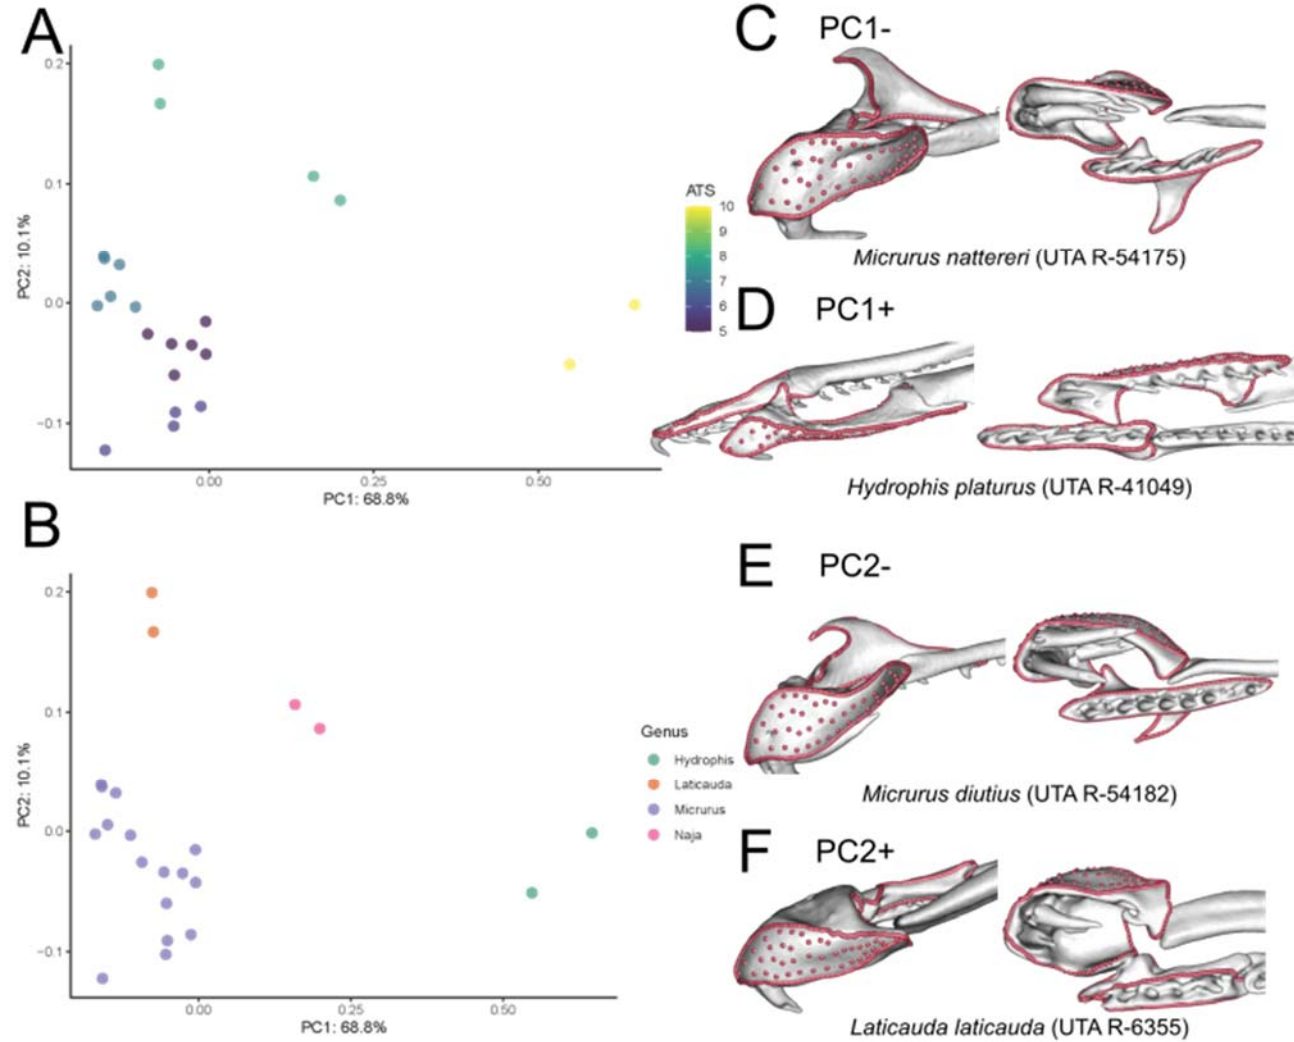 A
0.2
0.1
0.0
−0.1
PC2: 10.1%
0.00
0.25
0.50
PC1: 68.8%
ATS
10
9
8
7
6
5
B
0.2
0.1
0.0
−0.1
PC2: 10.1%
0.00
0.25
0.50
PC1: 68.8%
Genus
Hydrophis
Laticauda
Micrurus
Naja
C PC1-
Micrurus nattereri (UTA R-54175)
D PC1+
Hydrophis platurus (UTA R-41049)
E PC2-
Micrurus diutius (UTA R-54182)
F PC2+
Laticauda laticauda (UTA R-6355)